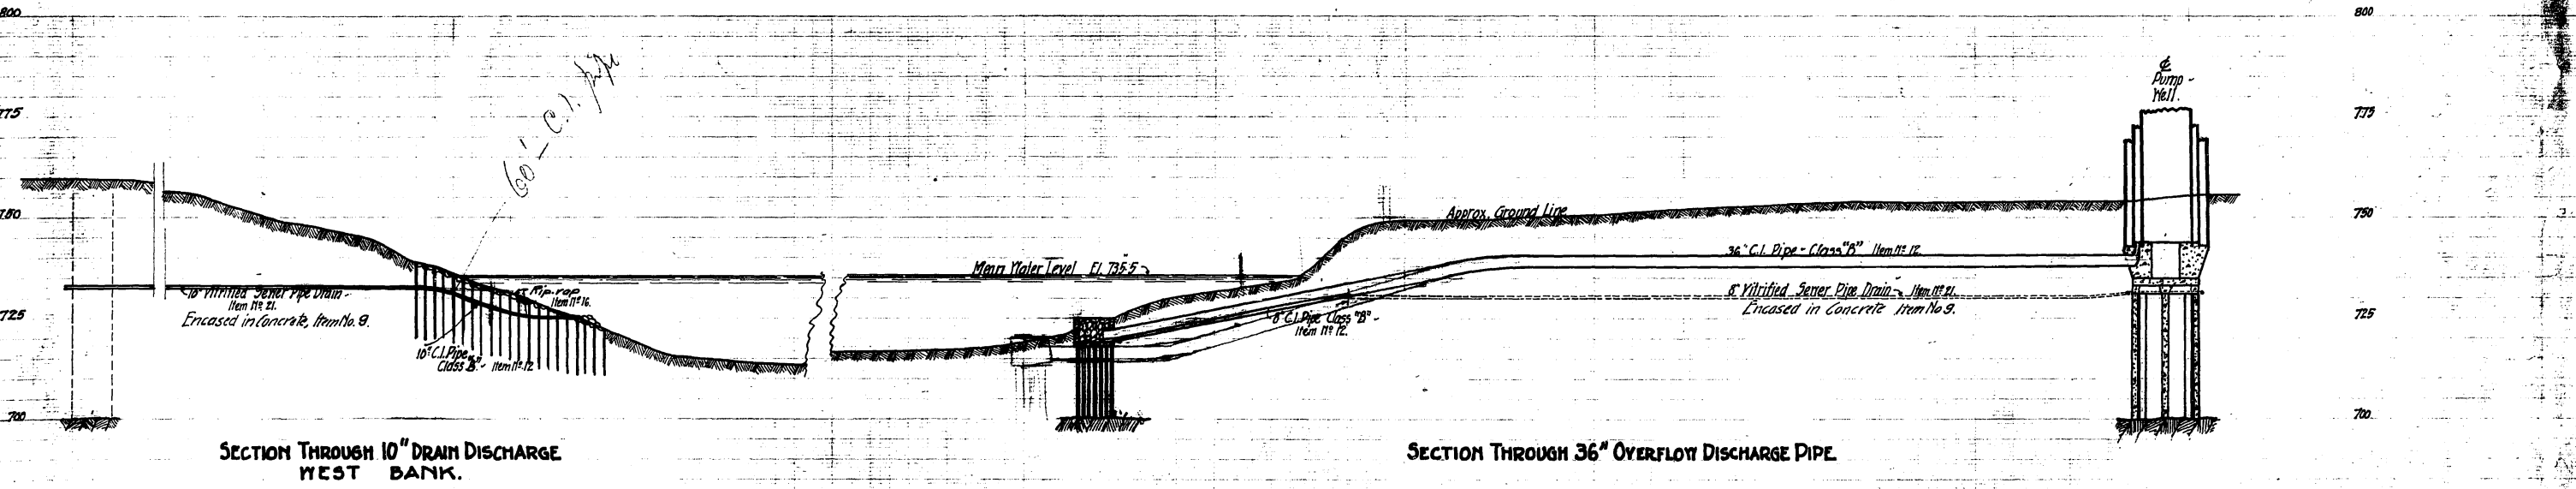 800
775
750
725
700
60' - C.I. pipe
10" Vitrified Sewer Pipe Drain -
Item No. 21.
Encased in Concrete, Item No. 9.
Rip-rap
Item No. 16.
10" C.I. Pipe
Class "B" - Item No. 12
SECTION THROUGH 10" DRAIN DISCHARGE
WEST BANK.
Mean Water Level El. 735.5
Approx. Ground Line
36" C.I. Pipe - Class "B" Item No. 12.
8" Vitrified Sewer Pipe Drain - Item No. 21.
Encased in Concrete Item No 9.
8" C.I. Pipe Class "B" -
Item No. 12.
℄
Pump -
Well.
SECTION THROUGH 36" OVERFLOW DISCHARGE PIPE
800
775
750
725
700